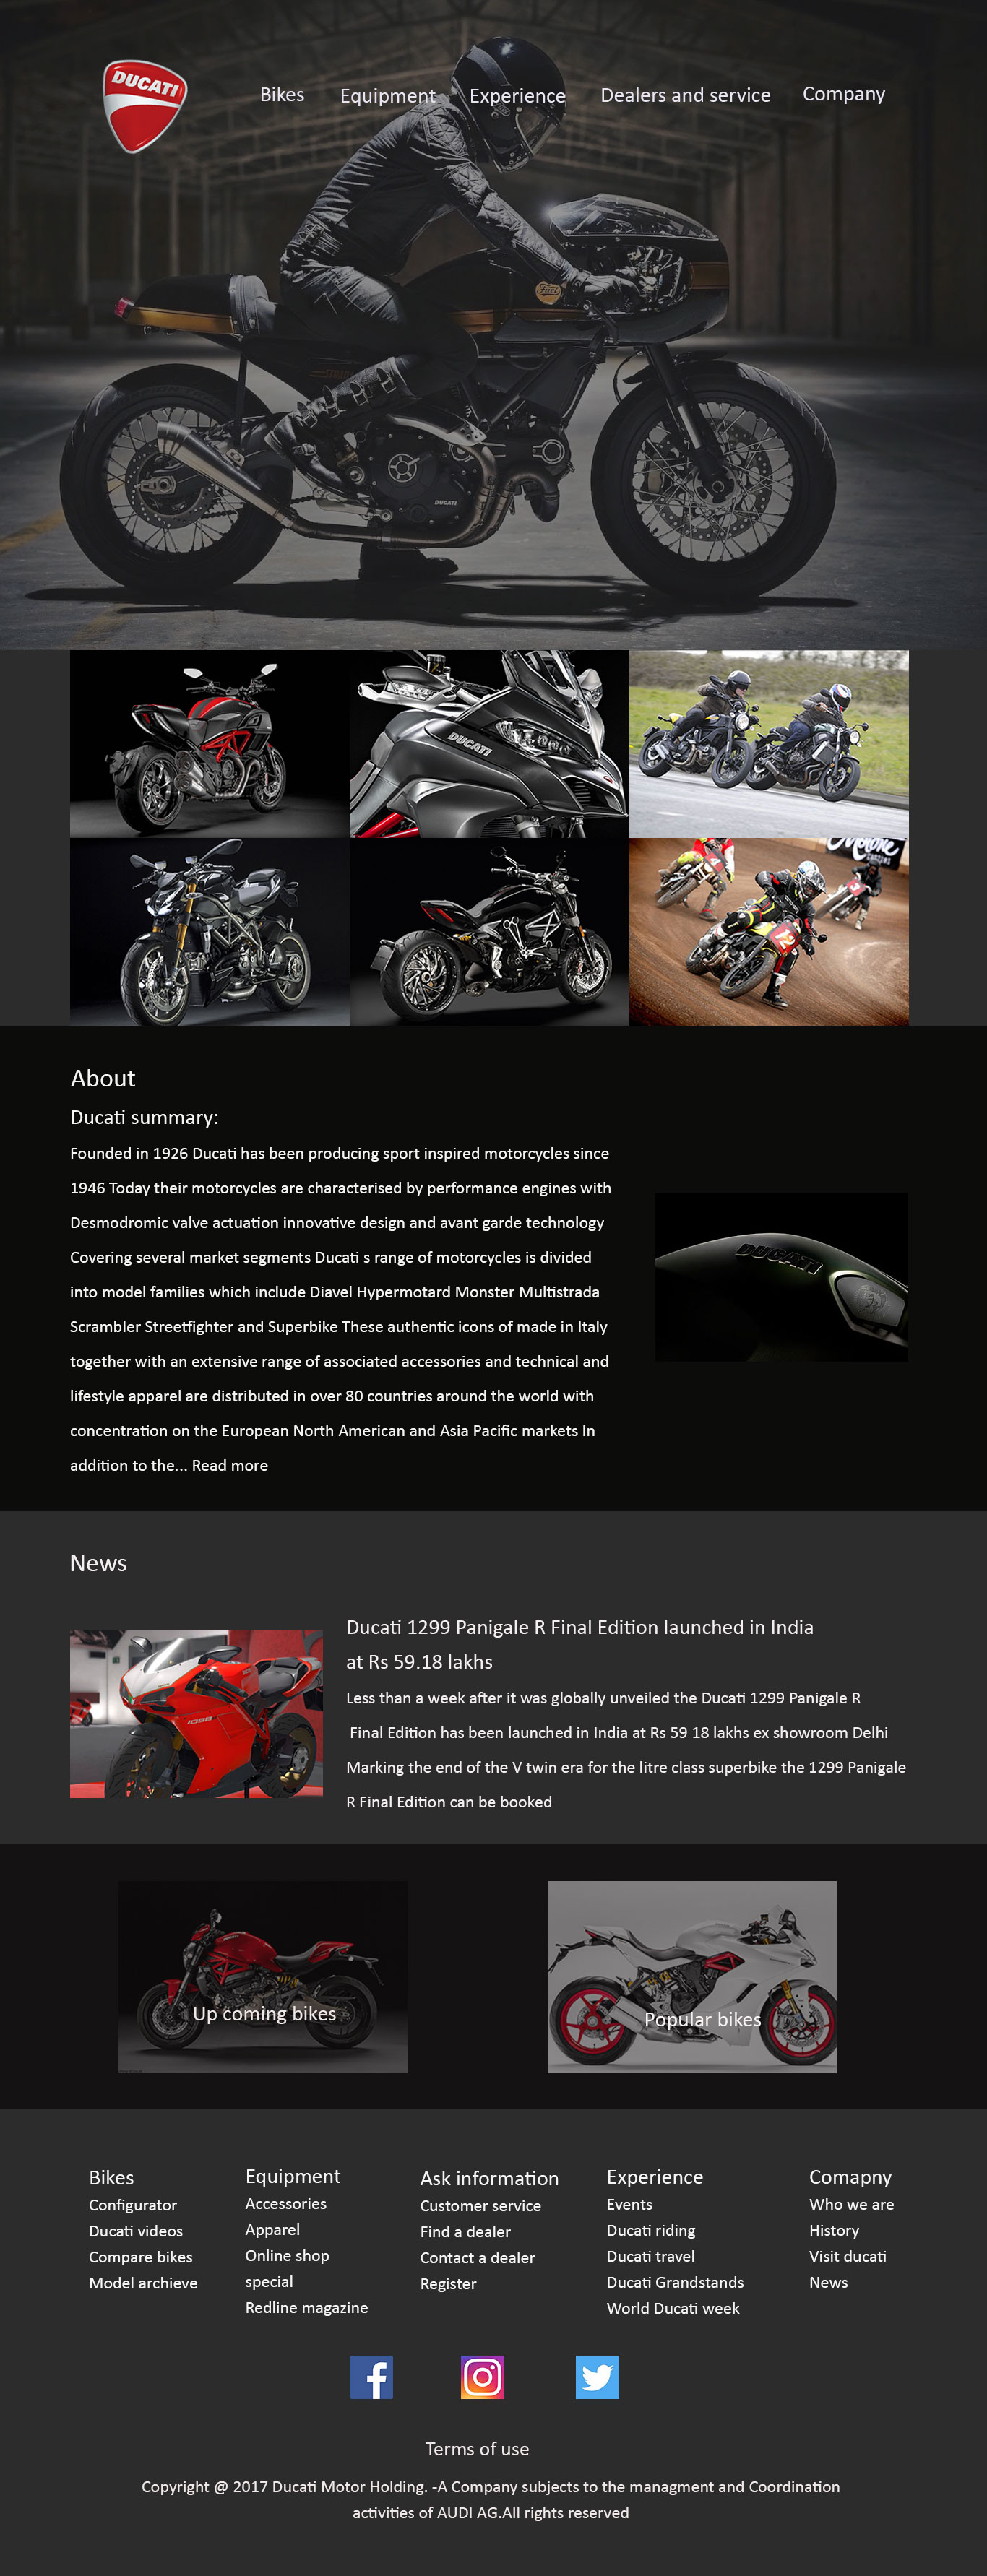 DUCATI
Bikes Equipment Experience Dealers and service Company
Fuel
DUCATI
DUCATI
Motone
12
3
About
Ducati summary:
Founded in 1926 Ducati has been producing sport inspired motorcycles since
1946 Today their motorcycles are characterised by performance engines with
Desmodromic valve actuation innovative design and avant garde technology
Covering several market segments Ducati s range of motorcycles is divided
into model families which include Diavel Hypermotard Monster Multistrada
Scrambler Streetfighter and Superbike These authentic icons of made in Italy
together with an extensive range of associated accessories and technical and
lifestyle apparel are distributed in over 80 countries around the world with
concentration on the European North American and Asia Pacific markets In
addition to the... Read more
DUCATI
News
Ducati 1299 Panigale R Final Edition launched in India
at Rs 59.18 lakhs
Less than a week after it was globally unveiled the Ducati 1299 Panigale R
Final Edition has been launched in India at Rs 59 18 lakhs ex showroom Delhi
Marking the end of the V twin era for the litre class superbike the 1299 Panigale
R Final Edition can be booked
1098
Up coming bikes
Popular bikes
Bikes
Configurator
Ducati videos
Compare bikes
Model archieve
Equipment
Accessories
Apparel
Online shop
special
Redline magazine
Ask information
Customer service
Find a dealer
Contact a dealer
Register
Experience
Events
Ducati riding
Ducati travel
Ducati Grandstands
World Ducati week
Comapny
Who we are
History
Visit ducati
News
Terms of use
Copyright @ 2017 Ducati Motor Holding. -A Company subjects to the managment and Coordination
activities of AUDI AG.All rights reserved